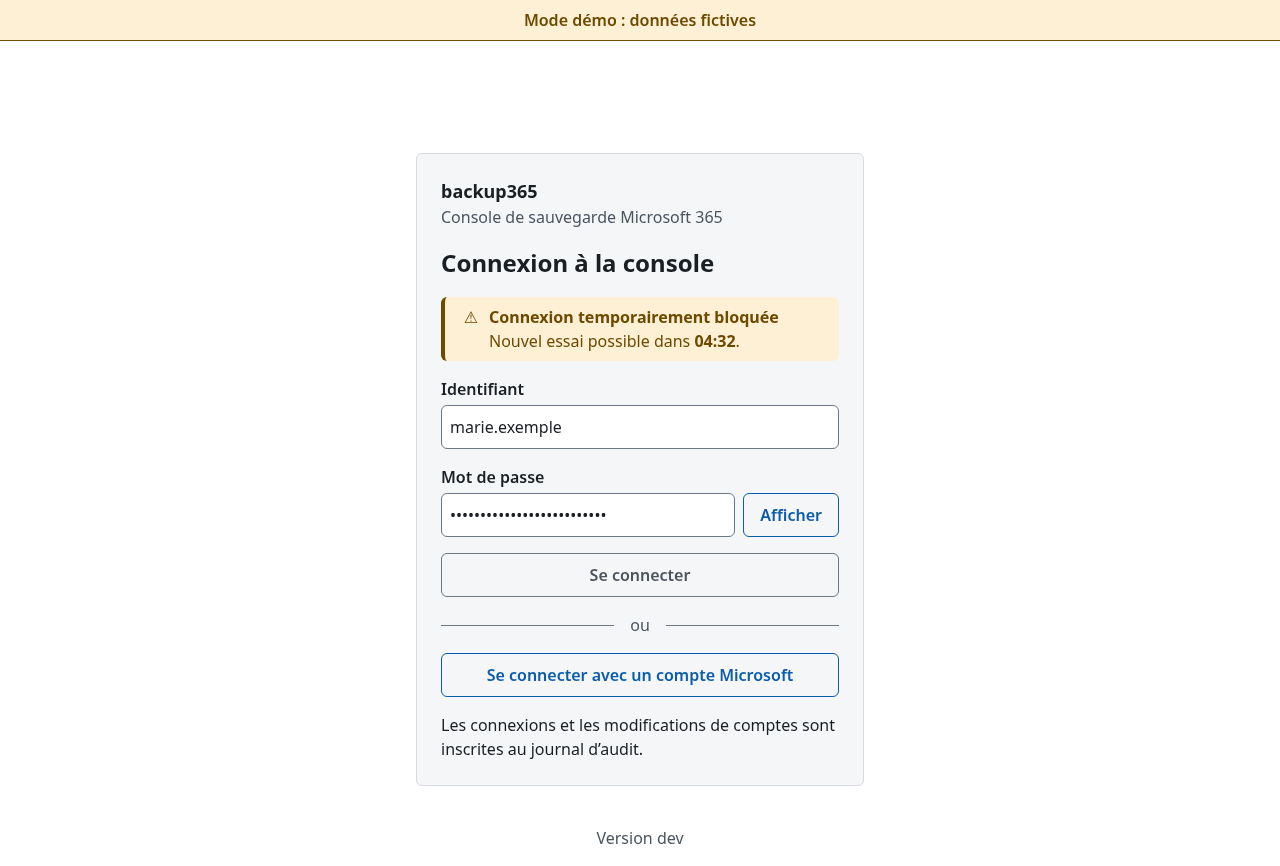 Mode démo : données fictives
backup365
Console de sauvegarde Microsoft 365
Connexion à la console
⚠ Connexion temporairement bloquée
Nouvel essai possible dans 04:32.
Identifiant
marie.exemple
Mot de passe
••••••••••••••••••••••••••
Afficher
Se connecter
ou
Se connecter avec un compte Microsoft
Les connexions et les modifications de comptes sont
inscrites au journal d’audit.
Version dev